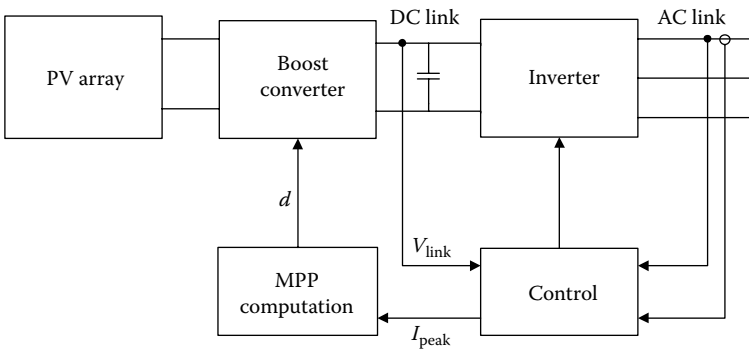 DC link
AC link
PV array
Boost
converter
Inverter
d
V_link
MPP
computation
Control
I_peak